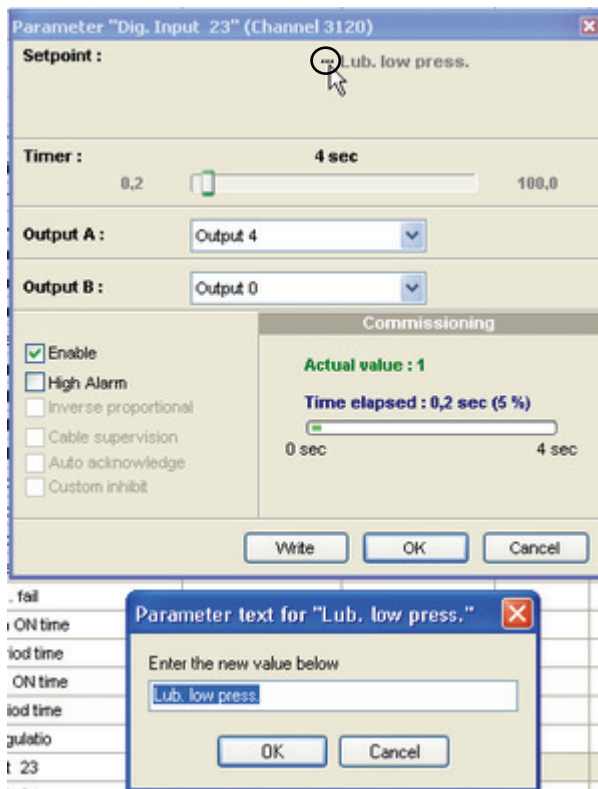 Parameter "Dig. Input 23" (Channel 3120)
Setpoint :
... Lub. low press.
Timer :
4 sec
0,2
100,0
Output A :
Output 4
Output B :
Output 0
Commissioning
Enable
High Alarm
Inverse proportional
Cable supervision
Auto acknowledge
Custom inhibit
Actual value : 1
Time elapsed : 0,2 sec (5 %)
0 sec
4 sec
Write
OK
Cancel
. fail
ON time
iod time
ON time
iod time
gulatio
t 23
Parameter text for "Lub. low press."
Enter the new value below
Lub. low press.
OK
Cancel